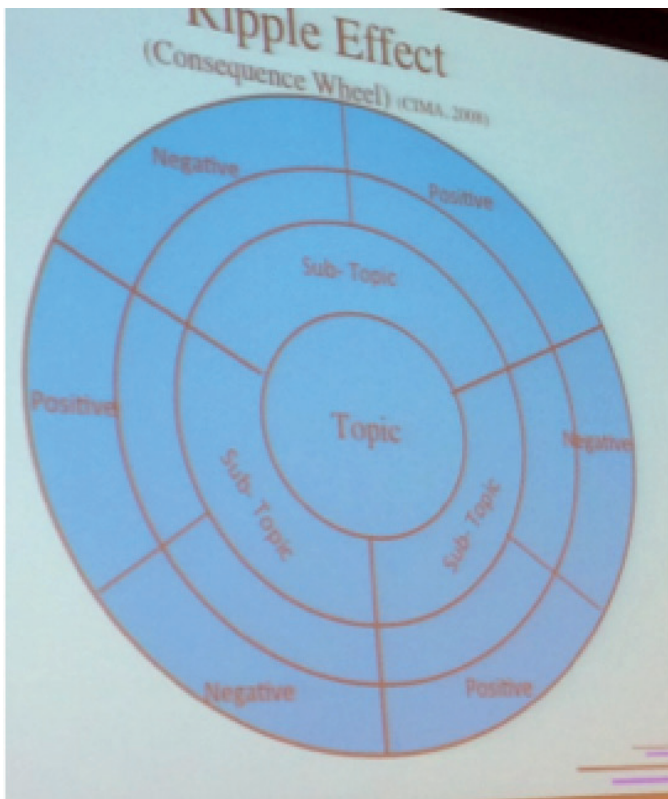 Ripple Effect
(Consequence Wheel) (CIMA, 2008)
Negative
Positive
Sub- Topic
Topic
Positive
Negative
Sub- Topic
Sub- Topic
Negative
Positive